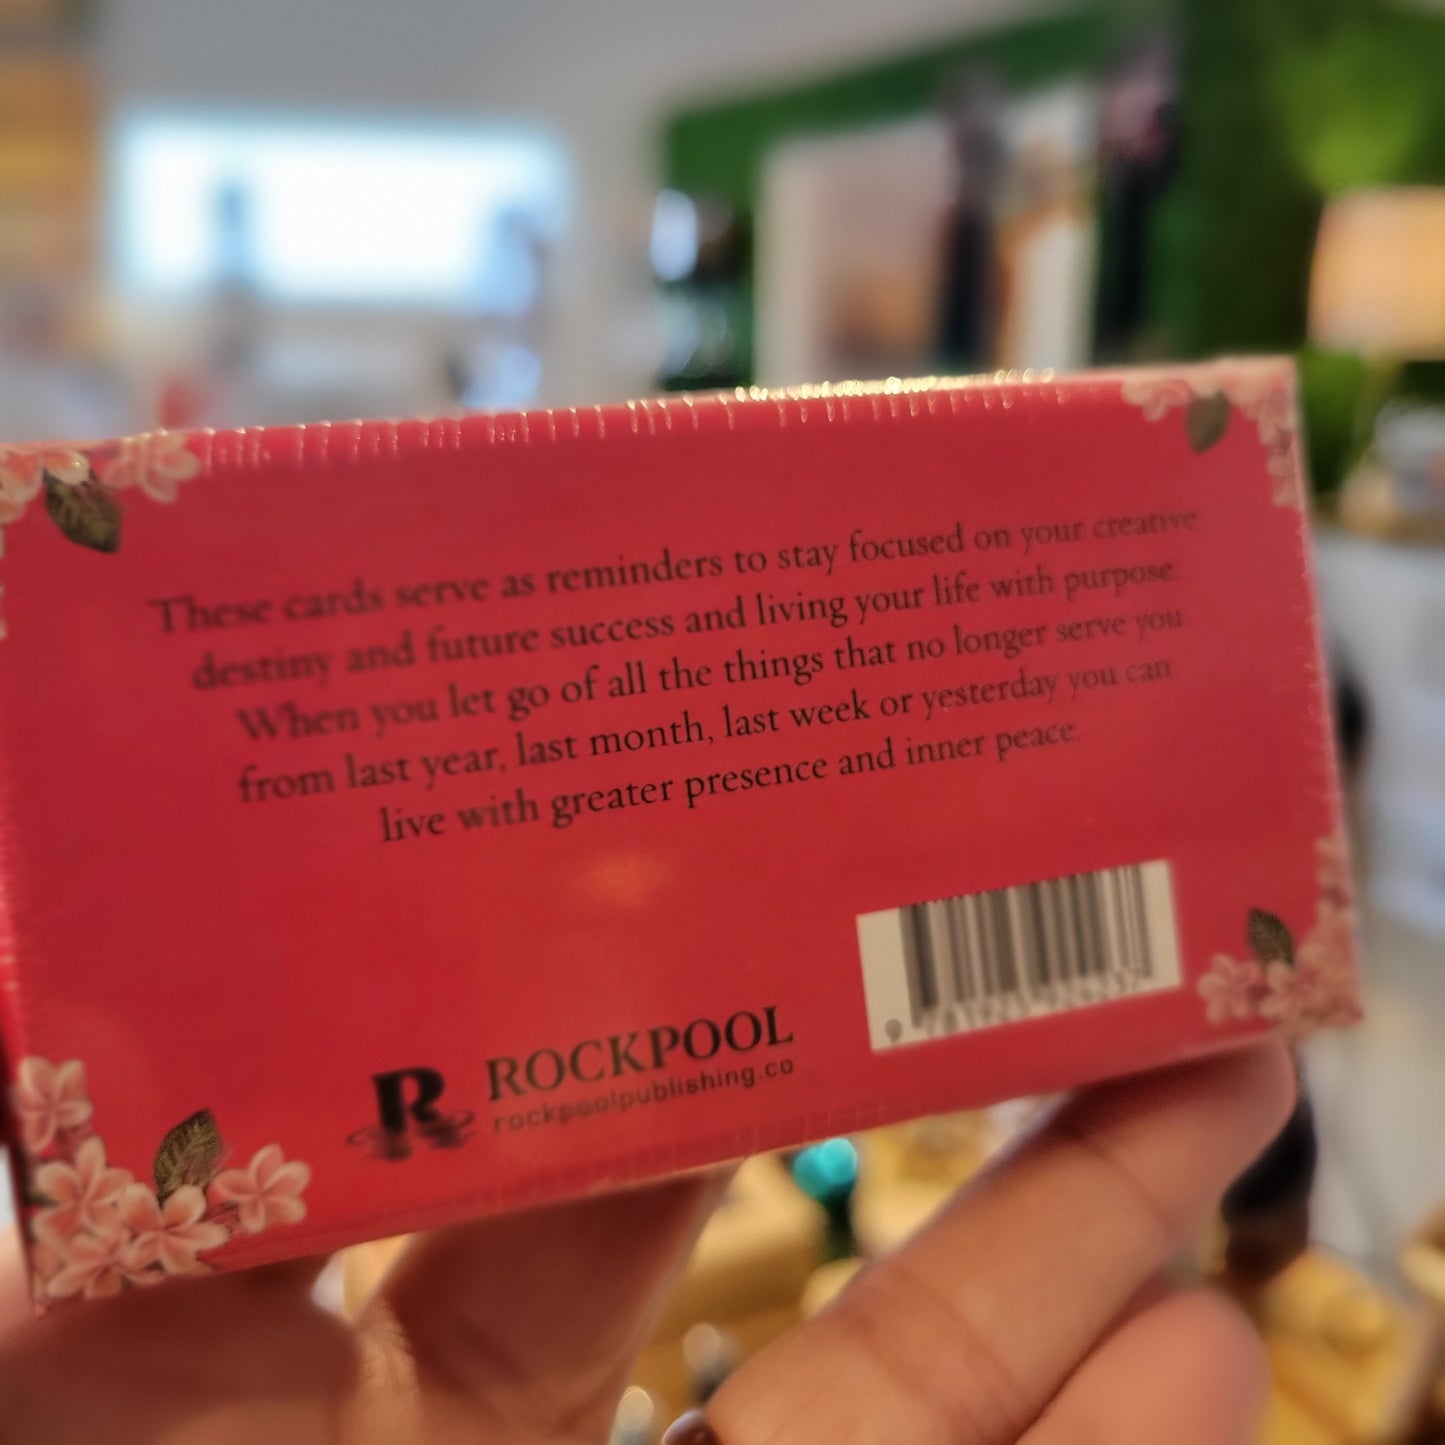 These cards serve as reminders to stay focused on your creative
destiny and future success and living your life with purpose.
When you let go of all the things that no longer serve you
from last year, last month, last week or yesterday you can
live with greater presence and inner peace.
R ROCKPOOL
rockpoolpublishing.co
9